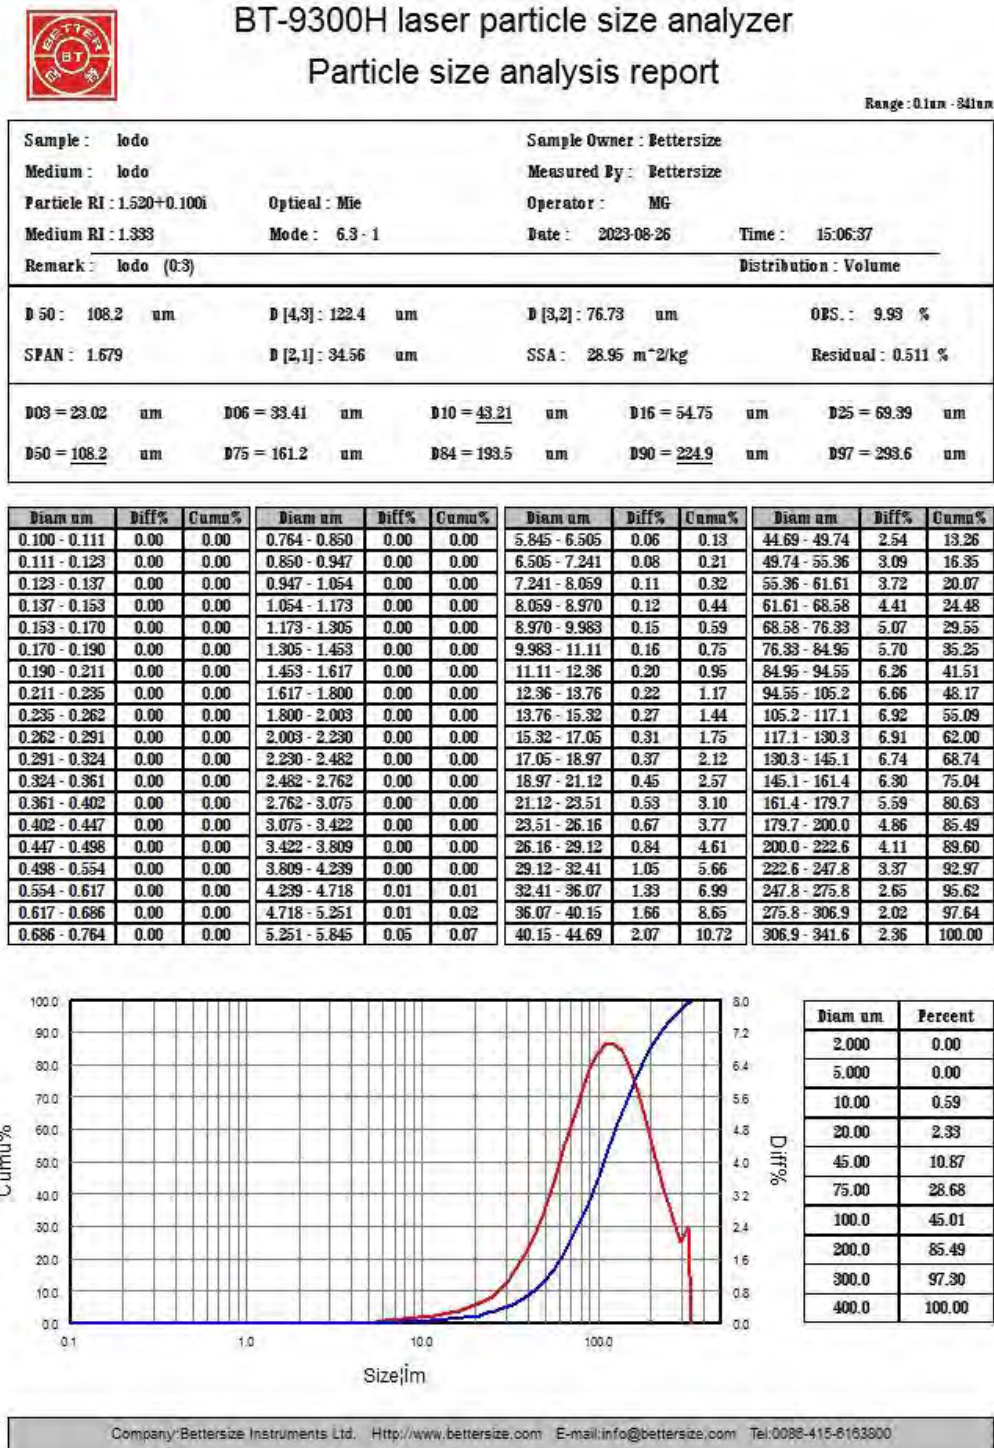 BETTER
BT
BT-9300H laser particle size analyzer
Particle size analysis report
Range : 0.1um - 341um
Sample : lodo Sample Owner : Bettersize
Medium : lodo Measured By : Bettersize
Particle RI : 1.520+0.100i Optical : Mie Operator : MG
Medium RI : 1.333 Mode : 6.3 - 1 Date : 2023-08-26 Time : 15:06:37
Remark : lodo (0:3) Distribution : Volume
D 50 : 108.2 um D [4,3] : 122.4 um D [3,2] : 76.73 um OBS. : 9.93 %
SPAN : 1.679 D [2,1] : 34.56 um SSA : 28.95 m^2/kg Residual : 0.511 %
D03 = 23.02 um D06 = 33.41 um D10 = 43.21 um D16 = 54.75 um D25 = 69.39 um
D50 = 108.2 um D75 = 161.2 um D84 = 193.5 um D90 = 224.9 um D97 = 293.6 um
Diam um Diff% Cumu% Diam um Diff% Cumu% Diam um Diff% Cumu% Diam um Diff% Cumu%
0.100 - 0.111 0.00 0.00 0.764 - 0.850 0.00 0.00 5.845 - 6.505 0.06 0.13 44.69 - 49.74 2.54 13.26
0.111 - 0.123 0.00 0.00 0.850 - 0.947 0.00 0.00 6.505 - 7.241 0.08 0.21 49.74 - 55.36 3.09 16.35
0.123 - 0.137 0.00 0.00 0.947 - 1.054 0.00 0.00 7.241 - 8.059 0.11 0.32 55.36 - 61.61 3.72 20.07
0.137 - 0.153 0.00 0.00 1.054 - 1.173 0.00 0.00 8.059 - 8.970 0.12 0.44 61.61 - 68.58 4.41 24.48
0.153 - 0.170 0.00 0.00 1.173 - 1.305 0.00 0.00 8.970 - 9.983 0.15 0.59 68.58 - 76.33 5.07 29.55
0.170 - 0.190 0.00 0.00 1.305 - 1.453 0.00 0.00 9.983 - 11.11 0.16 0.75 76.33 - 84.95 5.70 35.25
0.190 - 0.211 0.00 0.00 1.453 - 1.617 0.00 0.00 11.11 - 12.36 0.20 0.95 84.95 - 94.55 6.26 41.51
0.211 - 0.235 0.00 0.00 1.617 - 1.800 0.00 0.00 12.36 - 13.76 0.22 1.17 94.55 - 105.2 6.66 48.17
0.235 - 0.262 0.00 0.00 1.800 - 2.003 0.00 0.00 13.76 - 15.32 0.27 1.44 105.2 - 117.1 6.92 55.09
0.262 - 0.291 0.00 0.00 2.003 - 2.230 0.00 0.00 15.32 - 17.05 0.31 1.75 117.1 - 130.3 6.91 62.00
0.291 - 0.324 0.00 0.00 2.230 - 2.482 0.00 0.00 17.05 - 18.97 0.37 2.12 130.3 - 145.1 6.74 68.74
0.324 - 0.361 0.00 0.00 2.482 - 2.762 0.00 0.00 18.97 - 21.12 0.45 2.57 145.1 - 161.4 6.30 75.04
0.361 - 0.402 0.00 0.00 2.762 - 3.075 0.00 0.00 21.12 - 23.51 0.53 3.10 161.4 - 179.7 5.59 80.63
0.402 - 0.447 0.00 0.00 3.075 - 3.422 0.00 0.00 23.51 - 26.16 0.67 3.77 179.7 - 200.0 4.86 85.49
0.447 - 0.498 0.00 0.00 3.422 - 3.809 0.00 0.00 26.16 - 29.12 0.84 4.61 200.0 - 222.6 4.11 89.60
0.498 - 0.554 0.00 0.00 3.809 - 4.239 0.00 0.00 29.12 - 32.41 1.05 5.66 222.6 - 247.8 3.37 92.97
0.554 - 0.617 0.00 0.00 4.239 - 4.718 0.01 0.01 32.41 - 36.07 1.33 6.99 247.8 - 275.8 2.65 95.62
0.617 - 0.686 0.00 0.00 4.718 - 5.251 0.01 0.02 36.07 - 40.15 1.66 8.65 275.8 - 306.9 2.02 97.64
0.686 - 0.764 0.00 0.00 5.251 - 5.845 0.05 0.07 40.15 - 44.69 2.07 10.72 306.9 - 341.6 2.36 100.00
100.0 8.0
90.0 7.2
80.0 6.4
70.0 5.6
60.0 4.8
50.0 4.0
40.0 3.2
30.0 2.4
20.0 1.6
10.0 0.8
0.0 0.0
0.1 1.0 10.0 100.0
Cumu%
Diff%
Size¦Ìm
Diam um Percent
2.000 0.00
5.000 0.00
10.00 0.59
20.00 2.33
45.00 10.87
75.00 28.68
100.0 45.01
200.0 85.49
300.0 97.30
400.0 100.00
Company:Bettersize Instruments Ltd. Http://www.bettersize.com E-mail:info@bettersize.com Tel:0086-415-6163800